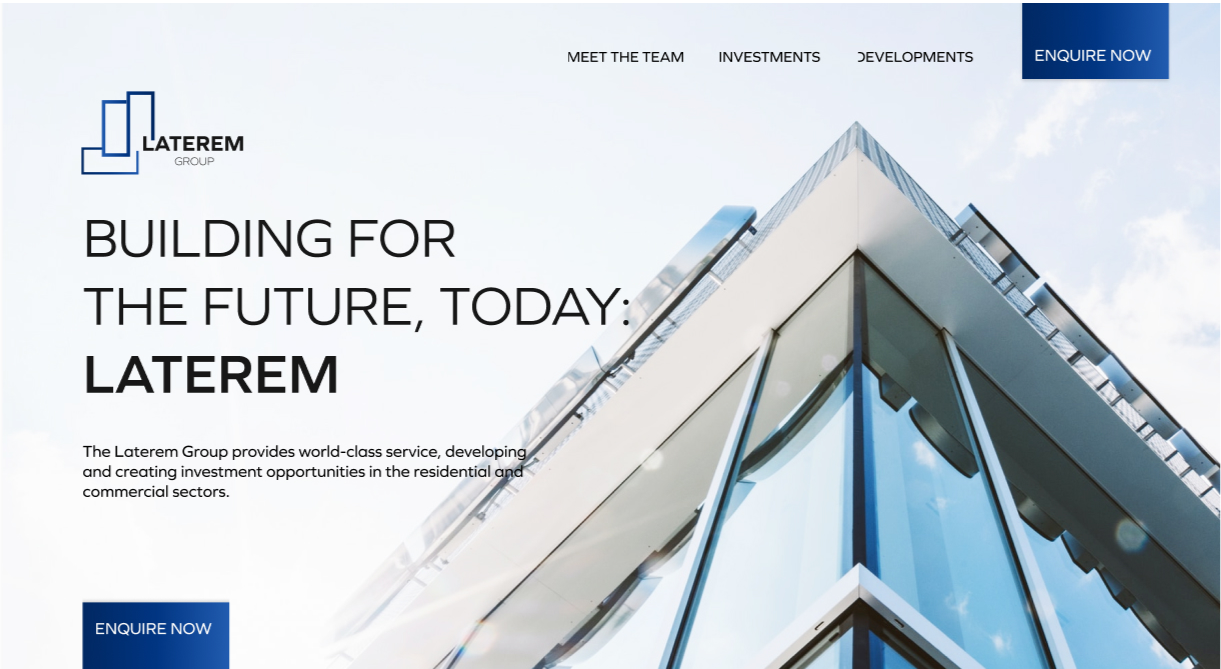 MEET THE TEAM
INVESTMENTS
DEVELOPMENTS
ENQUIRE NOW
LATEREM
GROUP
BUILDING FOR
THE FUTURE, TODAY:
LATEREM
The Laterem Group provides world-class service, developing
and creating investment opportunities in the residential and
commercial sectors.
ENQUIRE NOW